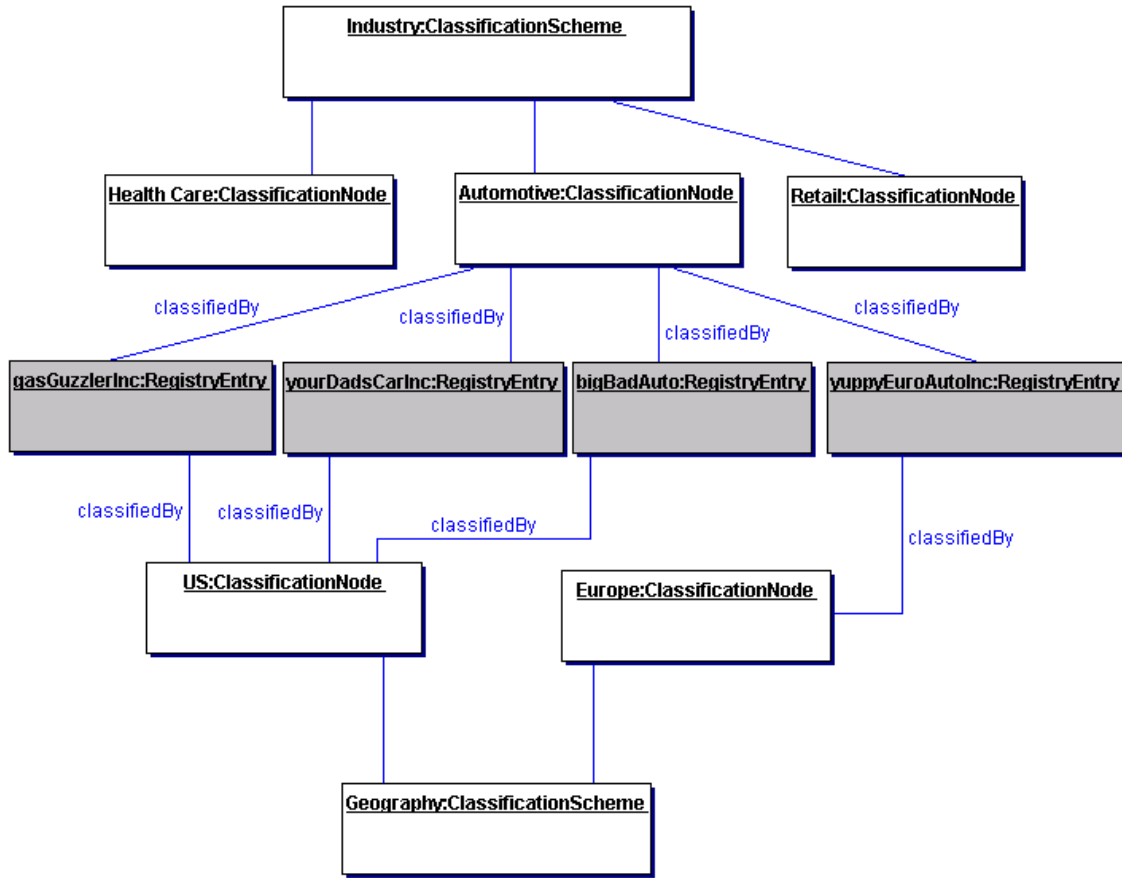 Industry:ClassificationScheme
Health Care:ClassificationNode
Automotive:ClassificationNode
Retail:ClassificationNode
classifiedBy
classifiedBy
classifiedBy
classifiedBy
gasGuzzlerInc:RegistryEntry
yourDadsCarInc:RegistryEntry
bigBadAuto:RegistryEntry
yuppyEuroAutoInc:RegistryEntry
classifiedBy
classifiedBy
classifiedBy
classifiedBy
US:ClassificationNode
Europe:ClassificationNode
Geography:ClassificationScheme